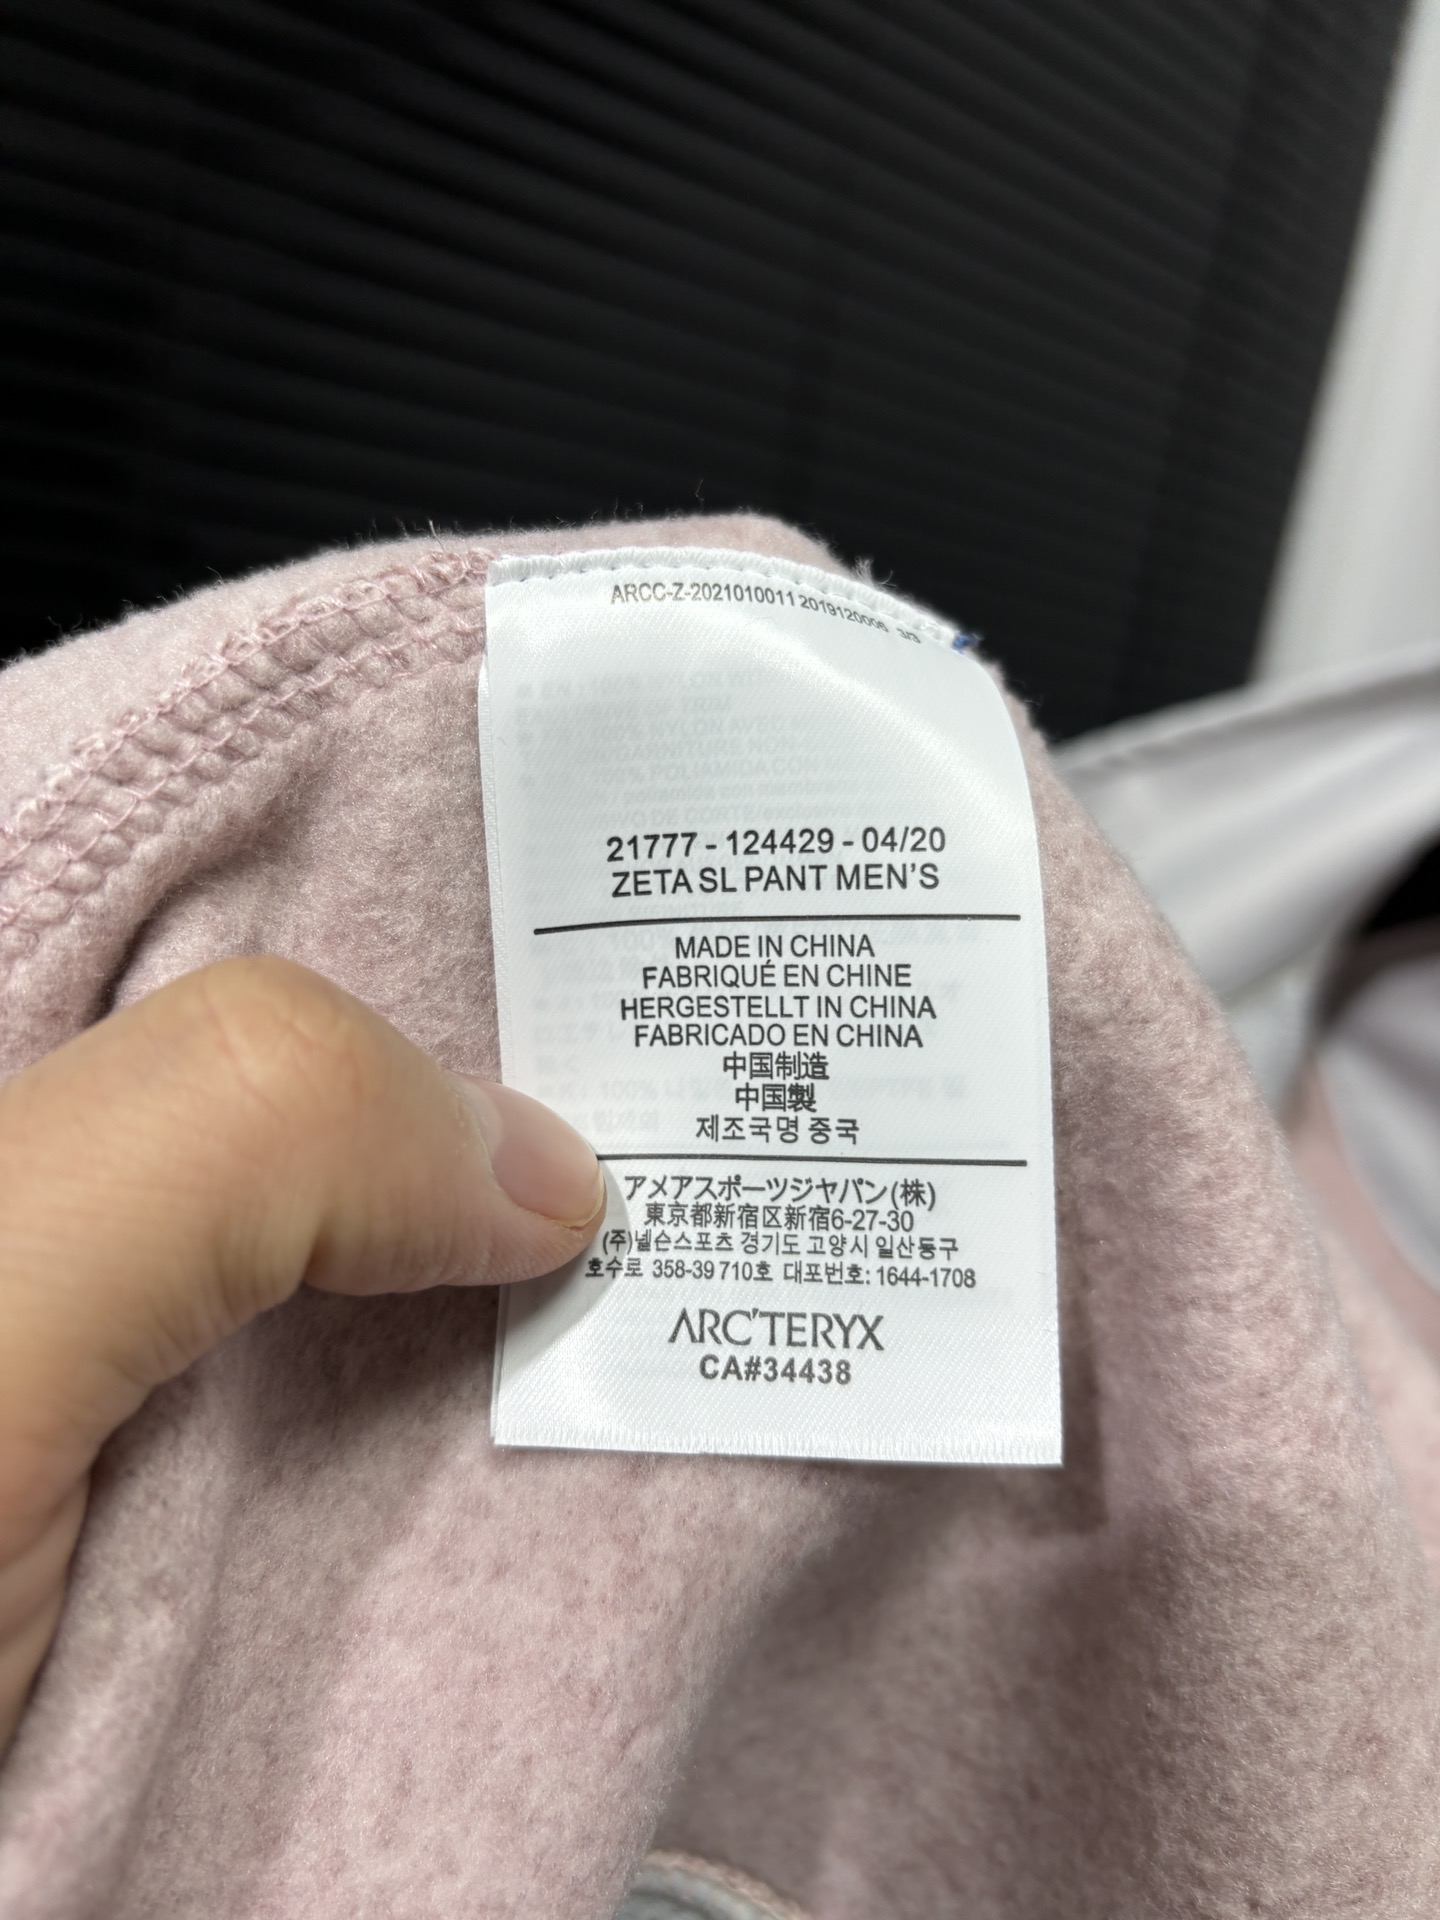 ARCC-Z-2021010011 2019120006 3/3
21777 - 124429 - 04/20
ZETA SL PANT MEN'S
MADE IN CHINA
FABRIQUÉ EN CHINE
HERGESTELLT IN CHINA
FABRICADO EN CHINA
中国制造
中国製
제조국명 중국
アメアスポーツジャパン(株)
東京都新宿区新宿6-27-30
(주)넬슨스포츠 경기도 고양시 일산동구
호수로 358-39 710호 대표번호: 1644-1708
ARC'TERYX
CA#34438